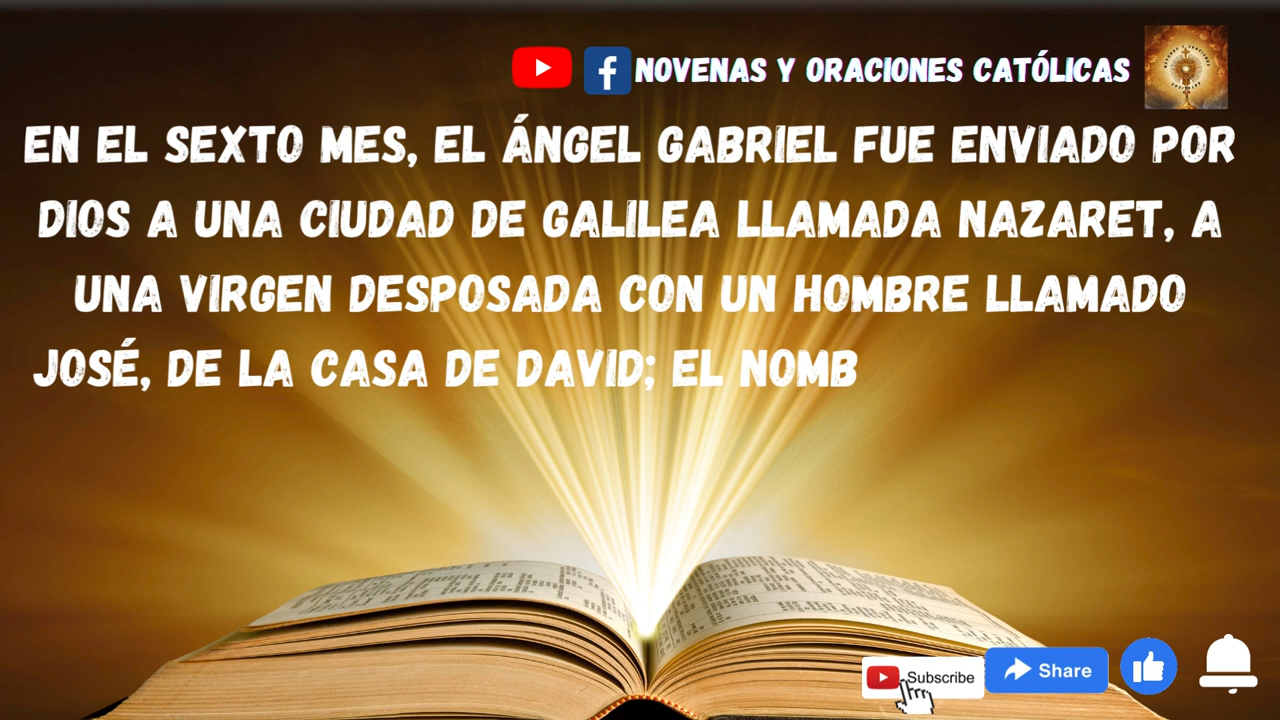 NOVENAS Y ORACIONES CATÓLICAS
EN EL SEXTO MES, EL ÁNGEL GABRIEL FUE ENVIADO POR
DIOS A UNA CIUDAD DE GALILEA LLAMADA NAZARET, A
UNA VIRGEN DESPOSADA CON UN HOMBRE LLAMADO
JOSÉ, DE LA CASA DE DAVID; EL NOMB
Subscribe
Share